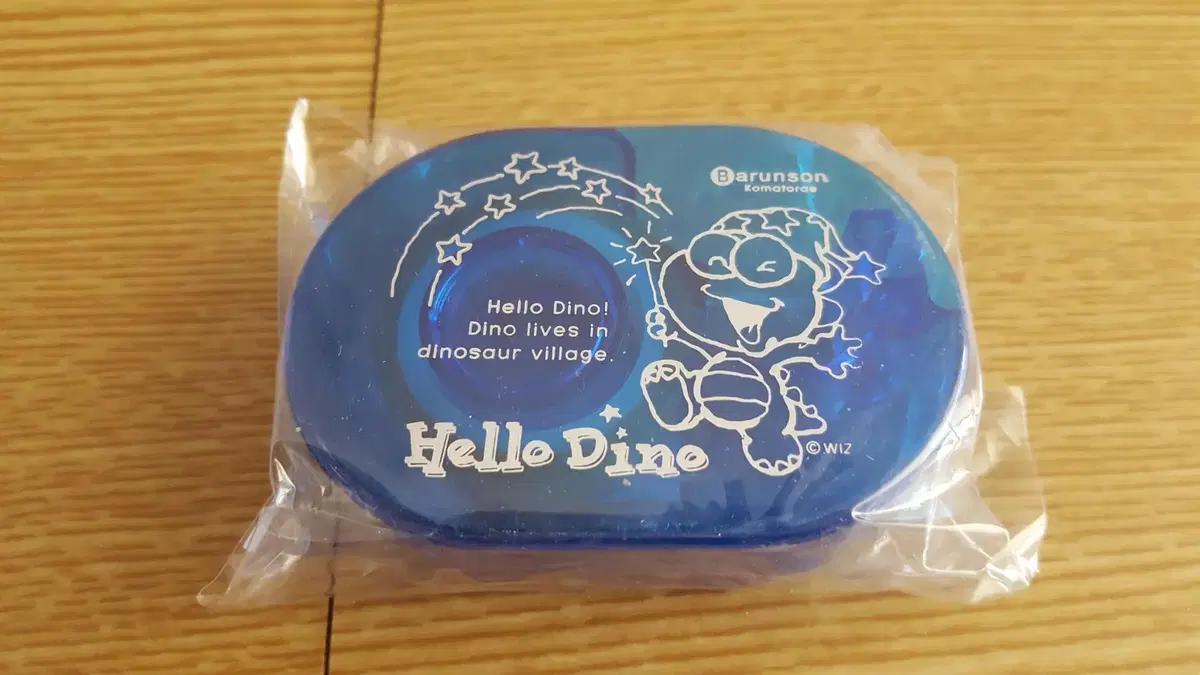 Barunson
Komatorae
Hello Dino!
Dino lives in
dinosaur village.
Hello Dino
© WIZ